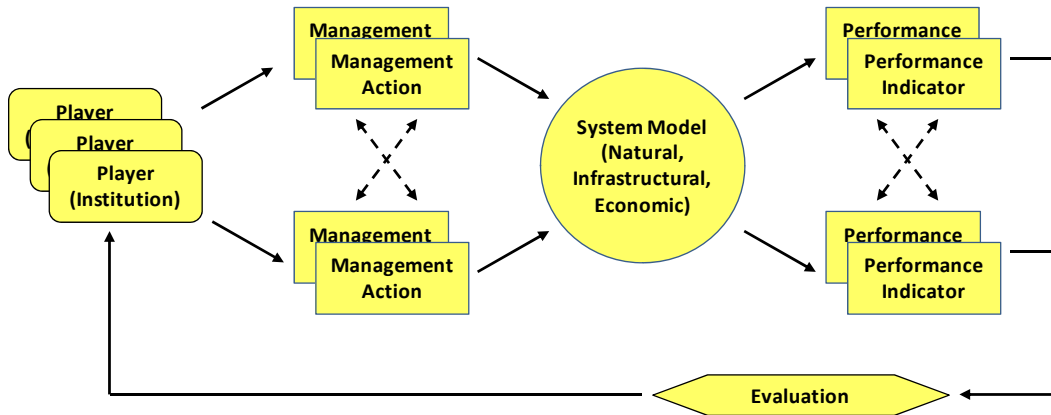 Player
Player
Player
(Institution)
Management
Management
Action
Management
Management
Action
System Model
(Natural,
Infrastructural,
Economic)
Performance
Performance
Indicator
Performance
Performance
Indicator
Evaluation